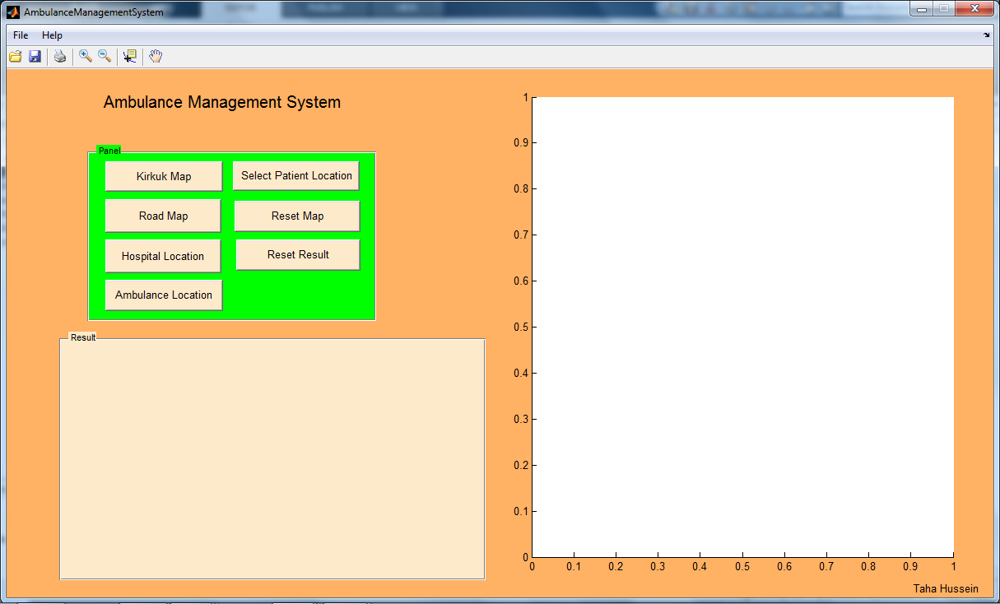 AmbulanceManagementSystem
File Help
Ambulance Management System
Panel
Kirkuk Map Select Patient Location
Road Map Reset Map
Hospital Location Reset Result
Ambulance Location
Result
1
0.9
0.8
0.7
0.6
0.5
0.4
0.3
0.2
0.1
0
0 0.1 0.2 0.3 0.4 0.5 0.6 0.7 0.8 0.9 1
Taha Hussein